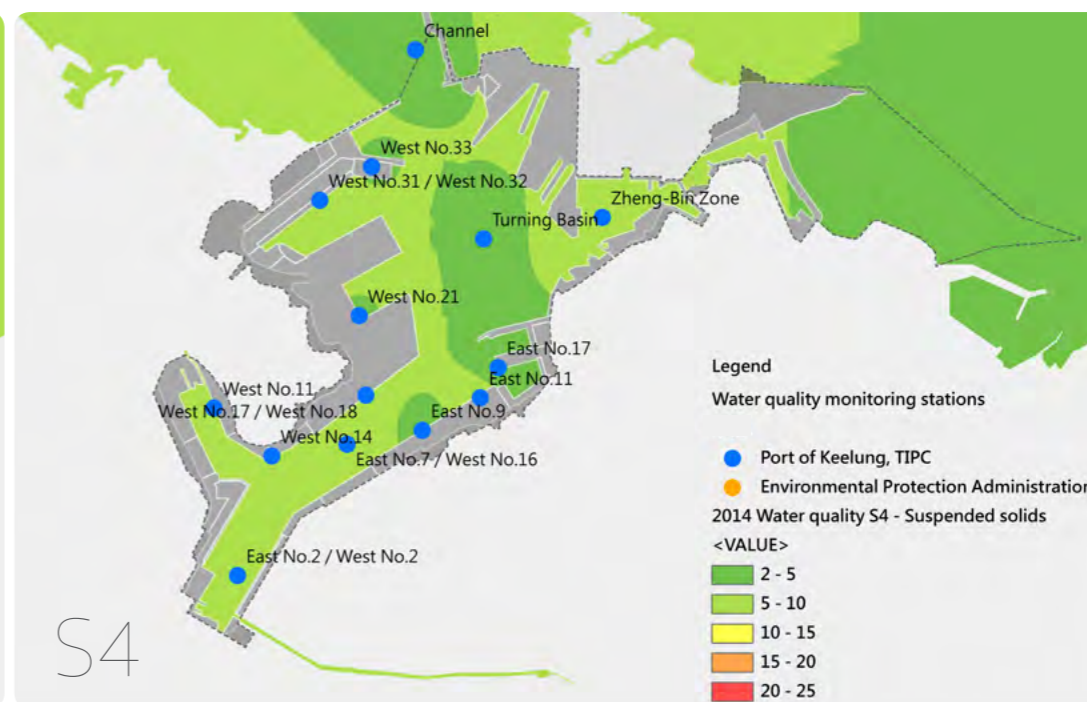 Channel
West No.33
West No.31 / West No.32
Zheng-Bin Zone
Turning Basin
West No.21
East No.17
East No.11
West No.11
West No.17 / West No.18
East No.9
West No.14
East No.7 / West No.16
East No.2 / West No.2
S4
Legend
Water quality monitoring stations
Port of Keelung, TIPC
Environmental Protection Administration
2014 Water quality S4 - Suspended solids
<VALUE>
2 - 5
5 - 10
10 - 15
15 - 20
20 - 25